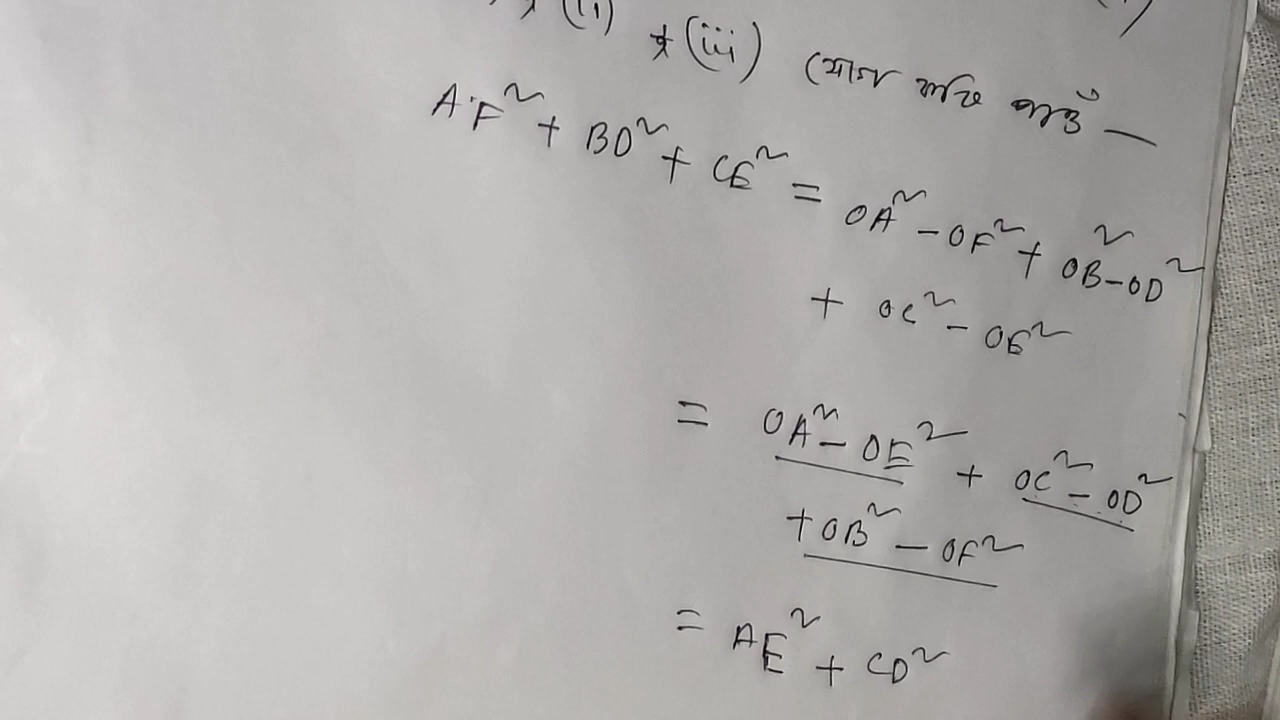 (ii) ও (iii) যোগ কৰি পাওঁ —
AF² + BD² + CE² = OA² - OF² + OB² - OD²
+ OC² - OE²
= OA² - OE² + OC² - OD²
+ OB² - OF²
= AE² + CD²